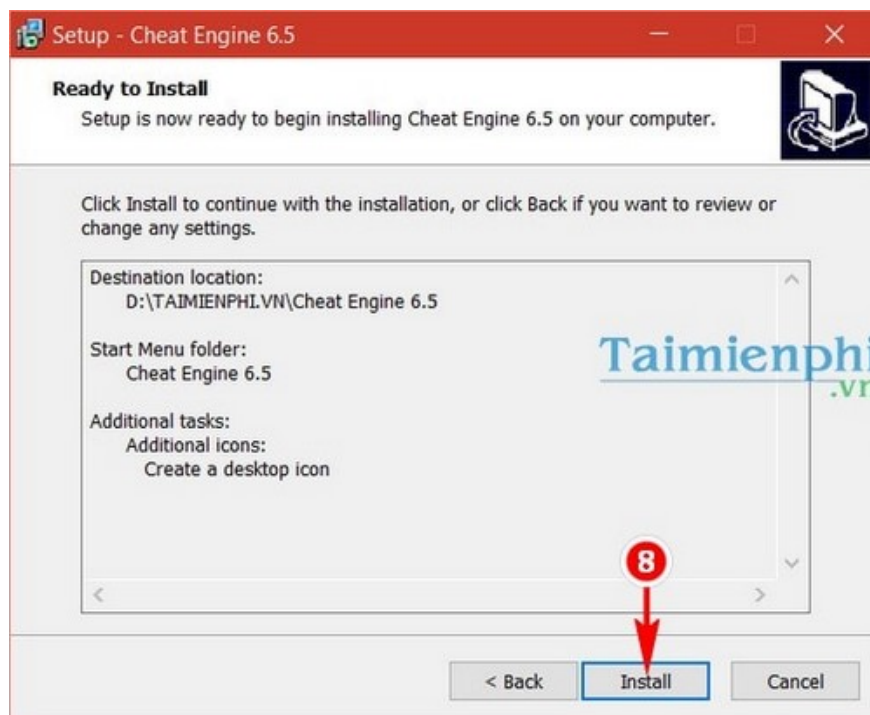 Setup - Cheat Engine 6.5
Ready to Install
Setup is now ready to begin installing Cheat Engine 6.5 on your computer.
Click Install to continue with the installation, or click Back if you want to review or
change any settings.
Destination location:
D:\TAIMIENPHI.VN\Cheat Engine 6.5
Start Menu folder:
Cheat Engine 6.5
Additional tasks:
Additional icons:
Create a desktop icon
Taimienphi
.vn
8
< Back
Install
Cancel